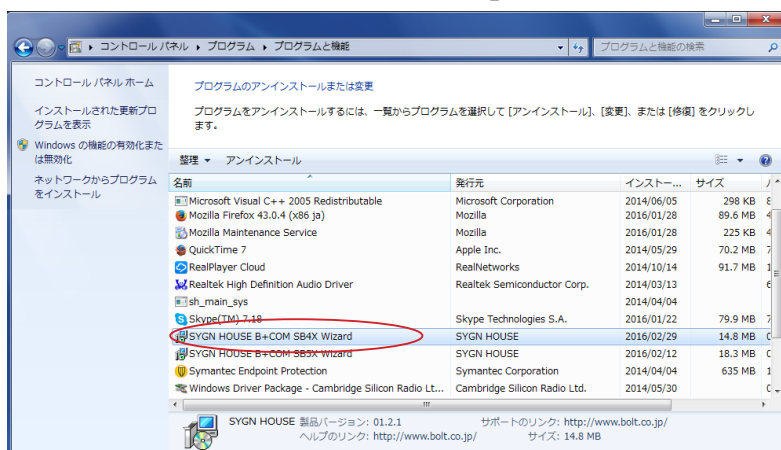 コントロール パネル ▸ プログラム ▸ プログラムと機能
プログラムと機能の検索
コントロール パネル ホーム
インストールされた更新プログラムを表示
Windows の機能の有効化または無効化
ネットワークからプログラムをインストール
プログラムのアンインストールまたは変更
プログラムをアンインストールするには、一覧からプログラムを選択して [アンインストール]、[変更]、または [修復] をクリックし
ます。
整理 ▼ アンインストール
名前 発行元 インストー... サイズ
Microsoft Visual C++ 2005 Redistributable Microsoft Corporation 2014/06/05 298 KB
Mozilla Firefox 43.0.4 (x86 ja) Mozilla 2016/01/28 89.6 MB
Mozilla Maintenance Service Mozilla 2016/01/28 225 KB
QuickTime 7 Apple Inc. 2014/05/29 70.2 MB
RealPlayer Cloud RealNetworks 2014/10/14 91.7 MB
Realtek High Definition Audio Driver Realtek Semiconductor Corp. 2014/03/13
sh_main_sys 2014/04/04
Skype(TM) 7.18 Skype Technologies S.A. 2016/01/22 79.9 MB
SYGN HOUSE B+COM SB4X Wizard SYGN HOUSE 2016/02/29 14.8 MB
SYGN HOUSE B+COM SB5X Wizard SYGN HOUSE 2016/02/12 18.3 MB
Symantec Endpoint Protection Symantec Corporation 2014/04/04 635 MB
Windows Driver Package - Cambridge Silicon Radio Lt... Cambridge Silicon Radio Ltd. 2014/05/30
SYGN HOUSE 製品バージョン: 01.2.1 サポートのリンク: http://www.bolt.co.jp/
ヘルプのリンク: http://www.bolt.co.jp/ サイズ: 14.8 MB